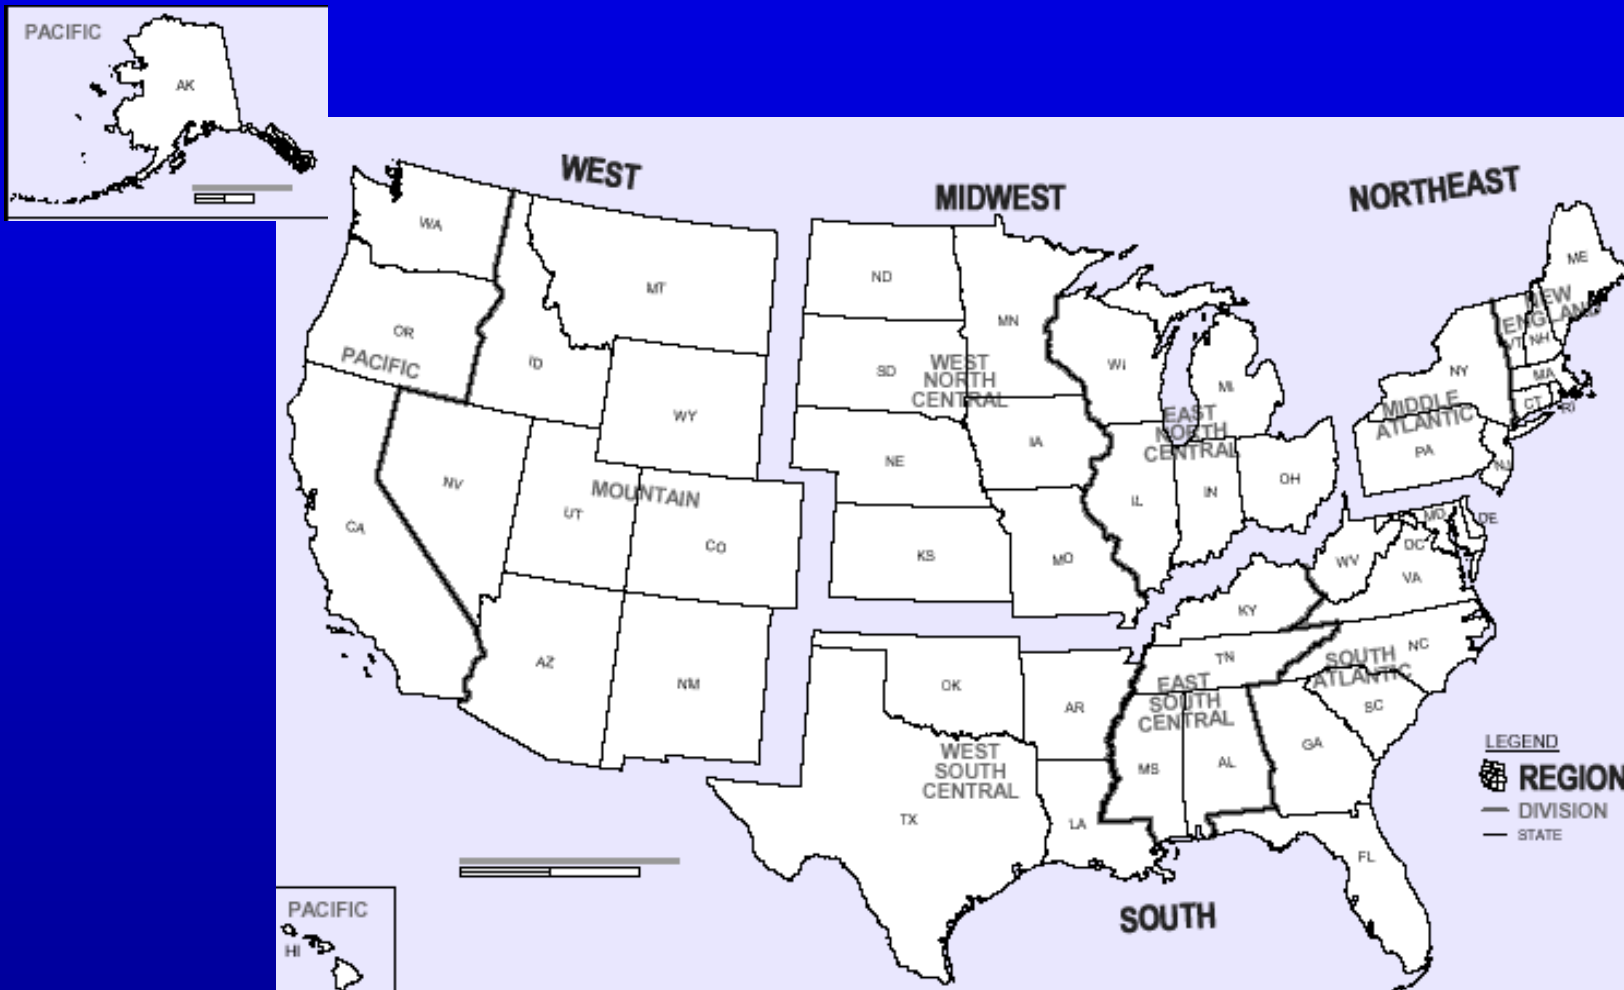 PACIFIC
AK
WEST
MIDWEST
NORTHEAST
WA
MT
ND
MN
ME
OR
ID
PACIFIC
SD
WEST
NORTH
CENTRAL
WI
MI
NEW
ENGLAND
VT
NH
NY
MA
CT
RI
MIDDLE
ATLANTIC
WY
NE
IA
EAST
NORTH
CENTRAL
PA
NJ
NV
MOUNTAIN
UT
CA
CO
KS
MO
IL
IN
OH
MD
DE
DC
WV
VA
KY
AZ
NM
OK
AR
TN
NC
SOUTH
ATLANTIC
SC
EAST
SOUTH
CENTRAL
WEST
SOUTH
CENTRAL
MS
AL
GA
TX
LA
FL
LEGEND
REGION
DIVISION
STATE
PACIFIC
HI
SOUTH